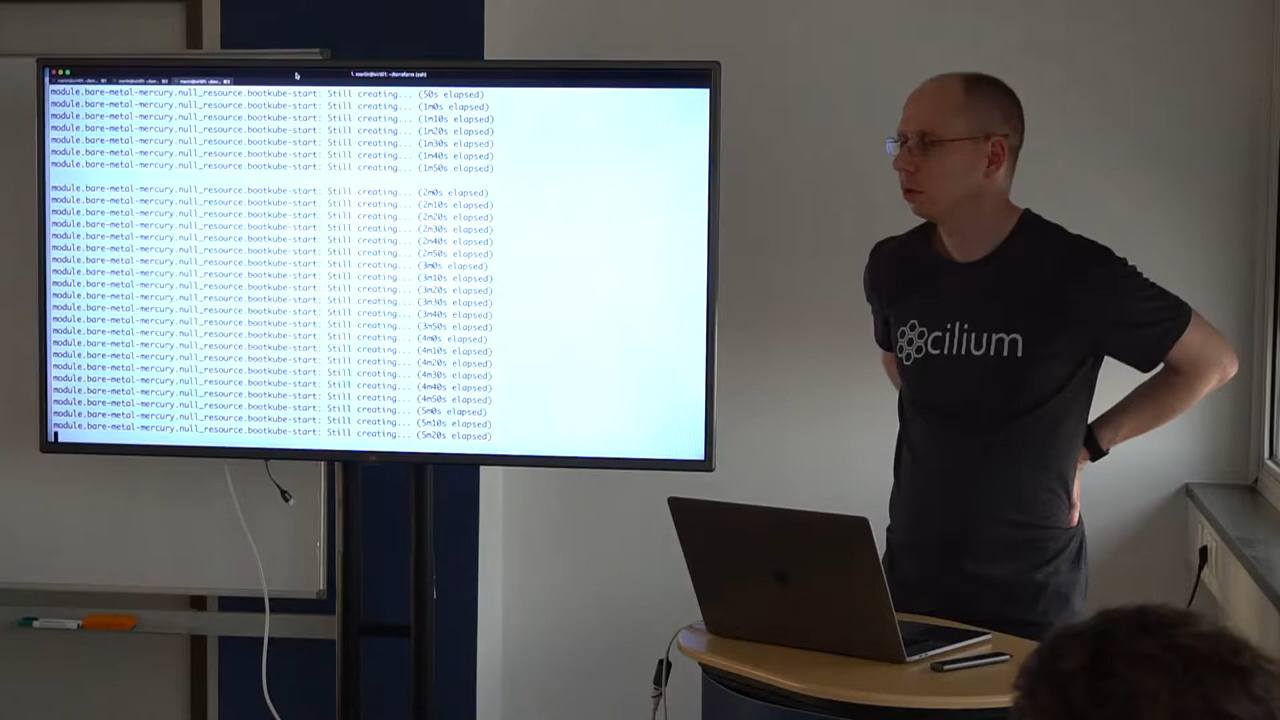 1. martin@virt01: ~/terraform (ssh)
module.bare-metal-mercury.null_resource.bootkube-start: Still creating... (50s elapsed)
module.bare-metal-mercury.null_resource.bootkube-start: Still creating... (1m0s elapsed)
module.bare-metal-mercury.null_resource.bootkube-start: Still creating... (1m10s elapsed)
module.bare-metal-mercury.null_resource.bootkube-start: Still creating... (1m20s elapsed)
module.bare-metal-mercury.null_resource.bootkube-start: Still creating... (1m30s elapsed)
module.bare-metal-mercury.null_resource.bootkube-start: Still creating... (1m40s elapsed)
module.bare-metal-mercury.null_resource.bootkube-start: Still creating... (1m50s elapsed)
module.bare-metal-mercury.null_resource.bootkube-start: Still creating... (2m0s elapsed)
module.bare-metal-mercury.null_resource.bootkube-start: Still creating... (2m10s elapsed)
module.bare-metal-mercury.null_resource.bootkube-start: Still creating... (2m20s elapsed)
module.bare-metal-mercury.null_resource.bootkube-start: Still creating... (2m30s elapsed)
module.bare-metal-mercury.null_resource.bootkube-start: Still creating... (2m40s elapsed)
module.bare-metal-mercury.null_resource.bootkube-start: Still creating... (2m50s elapsed)
module.bare-metal-mercury.null_resource.bootkube-start: Still creating... (3m0s elapsed)
module.bare-metal-mercury.null_resource.bootkube-start: Still creating... (3m10s elapsed)
module.bare-metal-mercury.null_resource.bootkube-start: Still creating... (3m20s elapsed)
module.bare-metal-mercury.null_resource.bootkube-start: Still creating... (3m30s elapsed)
module.bare-metal-mercury.null_resource.bootkube-start: Still creating... (3m40s elapsed)
module.bare-metal-mercury.null_resource.bootkube-start: Still creating... (3m50s elapsed)
module.bare-metal-mercury.null_resource.bootkube-start: Still creating... (4m0s elapsed)
module.bare-metal-mercury.null_resource.bootkube-start: Still creating... (4m10s elapsed)
module.bare-metal-mercury.null_resource.bootkube-start: Still creating... (4m20s elapsed)
module.bare-metal-mercury.null_resource.bootkube-start: Still creating... (4m30s elapsed)
module.bare-metal-mercury.null_resource.bootkube-start: Still creating... (4m40s elapsed)
module.bare-metal-mercury.null_resource.bootkube-start: Still creating... (4m50s elapsed)
module.bare-metal-mercury.null_resource.bootkube-start: Still creating... (5m0s elapsed)
module.bare-metal-mercury.null_resource.bootkube-start: Still creating... (5m10s elapsed)
module.bare-metal-mercury.null_resource.bootkube-start: Still creating... (5m20s elapsed)
cilium